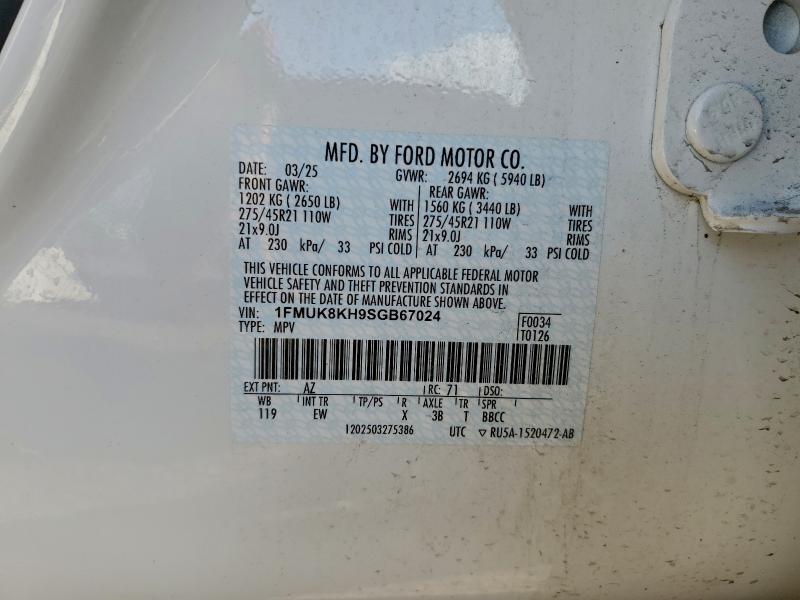 MFD. BY FORD MOTOR CO.
DATE: 03/25 GVWR: 2694 KG ( 5940 LB)
FRONT GAWR: REAR GAWR:
1202 KG ( 2650 LB) WITH 1560 KG ( 3440 LB) WITH
275/45R21 110W TIRES 275/45R21 110W TIRES
21x9.0J RIMS 21x9.0J RIMS
AT 230 kPa/ 33 PSI COLD AT 230 kPa/ 33 PSI COLD
THIS VEHICLE CONFORMS TO ALL APPLICABLE FEDERAL MOTOR
VEHICLE SAFETY AND THEFT PREVENTION STANDARDS IN
EFFECT ON THE DATE OF MANUFACTURE SHOWN ABOVE.
VIN: 1FMUK8KH9SGB67024 F0034
TYPE: MPV T0126
EXT PNT: AZ RC: 71 DSO:
WB INT TR TP/PS R AXLE TR SPR
119 EW X -3B T BBCC
1202503275386 UTC ▽ RU5A-1520472-AB